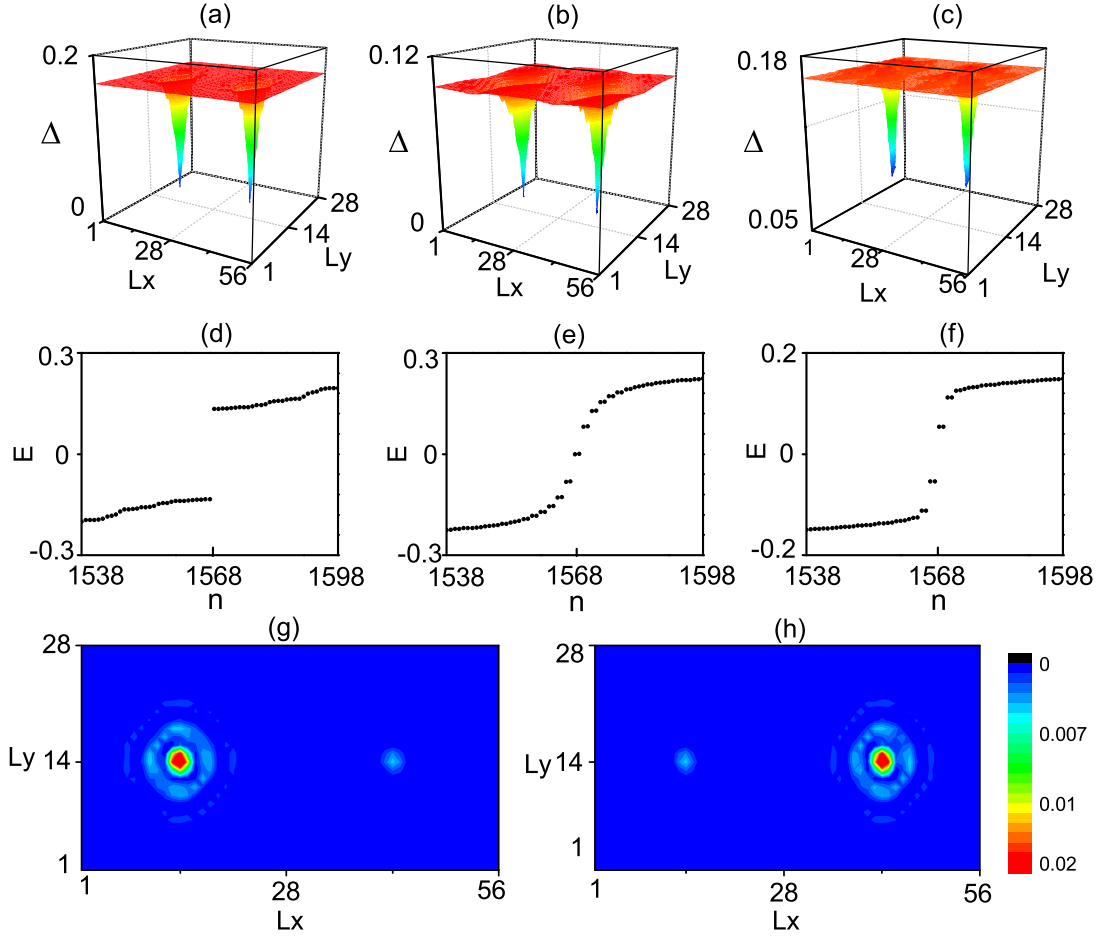 (a) (b) (c)
0.2 0.12 0.18
Δ Δ Δ
0 0 0.05
1 28 56 1 14 28
Lx Ly
1 28 56 1 14 28
Lx Ly
1 28 56 1 14 28
Lx Ly
(d) (e) (f)
0.3 0.3 0.2
E 0 E 0 E 0
-0.3 -0.3 -0.2
1538 1568 1598 1538 1568 1598 1538 1568 1598
n n n
(g) (h)
28 28 0
Ly 14 Ly 14 0.007
0.01
1 1 0.02
1 28 56 1 28 56
Lx Lx